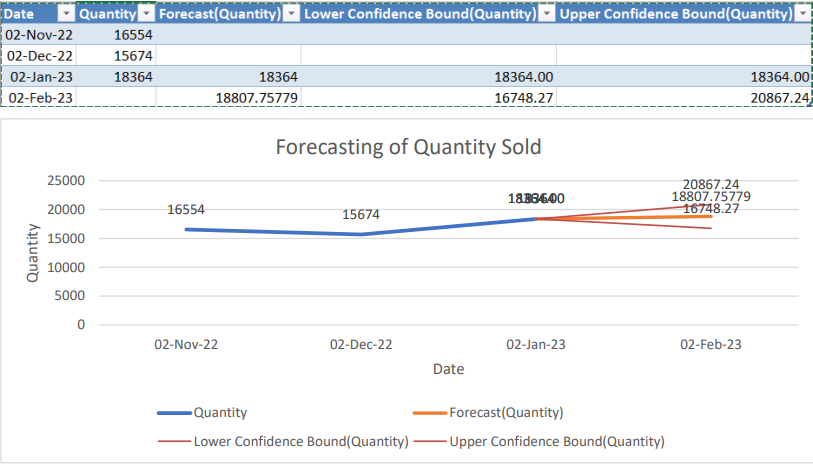 Date Quantity Forecast(Quantity) Lower Confidence Bound(Quantity) Upper Confidence Bound(Quantity)
02-Nov-22 16554
02-Dec-22 15674
02-Jan-23 18364 18364 18364.00 18364.00
02-Feb-23 18807.75779 16748.27 20867.24
Forecasting of Quantity Sold
25000
20000
15000
10000
5000
0
Quantity
16554
15674
20867.24
18807.75779
16748.27
02-Nov-22 02-Dec-22 02-Jan-23 02-Feb-23
Date
Quantity Forecast(Quantity)
Lower Confidence Bound(Quantity) Upper Confidence Bound(Quantity)